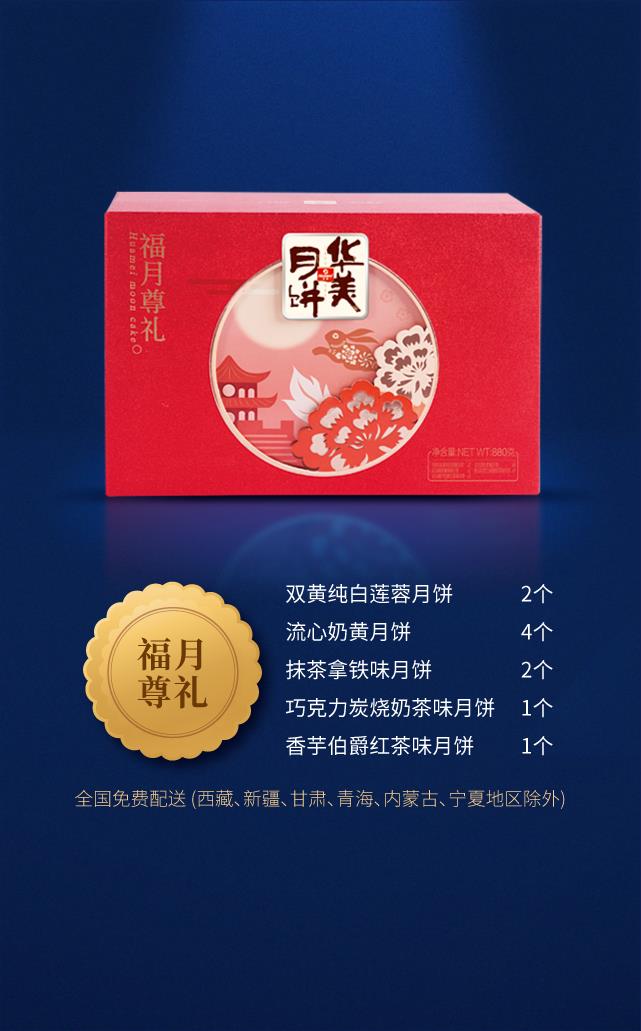 福月尊礼
Huamei moon cake
华美
月饼
净含量:NET WT:880克
福月
尊礼
双黄纯白莲蓉月饼 2个
流心奶黄月饼 4个
抹茶拿铁味月饼 2个
巧克力炭烧奶茶味月饼 1个
香芋伯爵红茶味月饼 1个
全国免费配送 (西藏、新疆、甘肃、青海、内蒙古、宁夏地区除外)